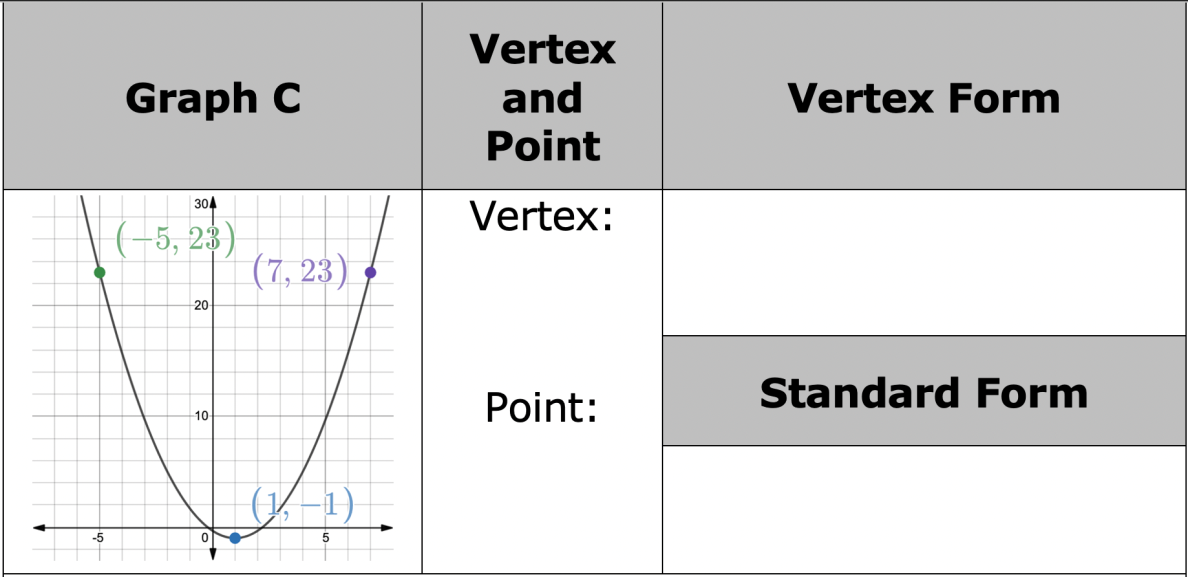 Graph C
Vertex
and
Point
Vertex Form
30
(−5, 23)
(7, 23)
20
10
(1, −1)
-5
0
5
Vertex:
Point:
Standard Form